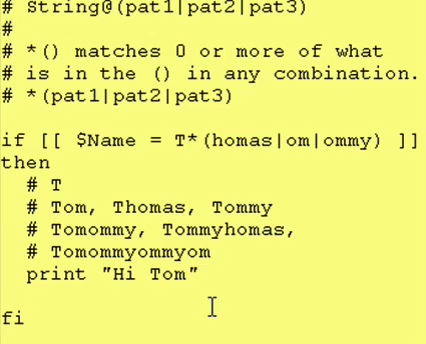 # String@(pat1|pat2|pat3)
#
# *() matches 0 or more of what
# is in the () in any combination.
# *(pat1|pat2|pat3)
if [[ $Name = T*(homas|om|ommy) ]]
then
# T
# Tom, Thomas, Tommy
# Tomommy, Tommyhomas,
# Tomommyommyom
print "Hi Tom"
fi